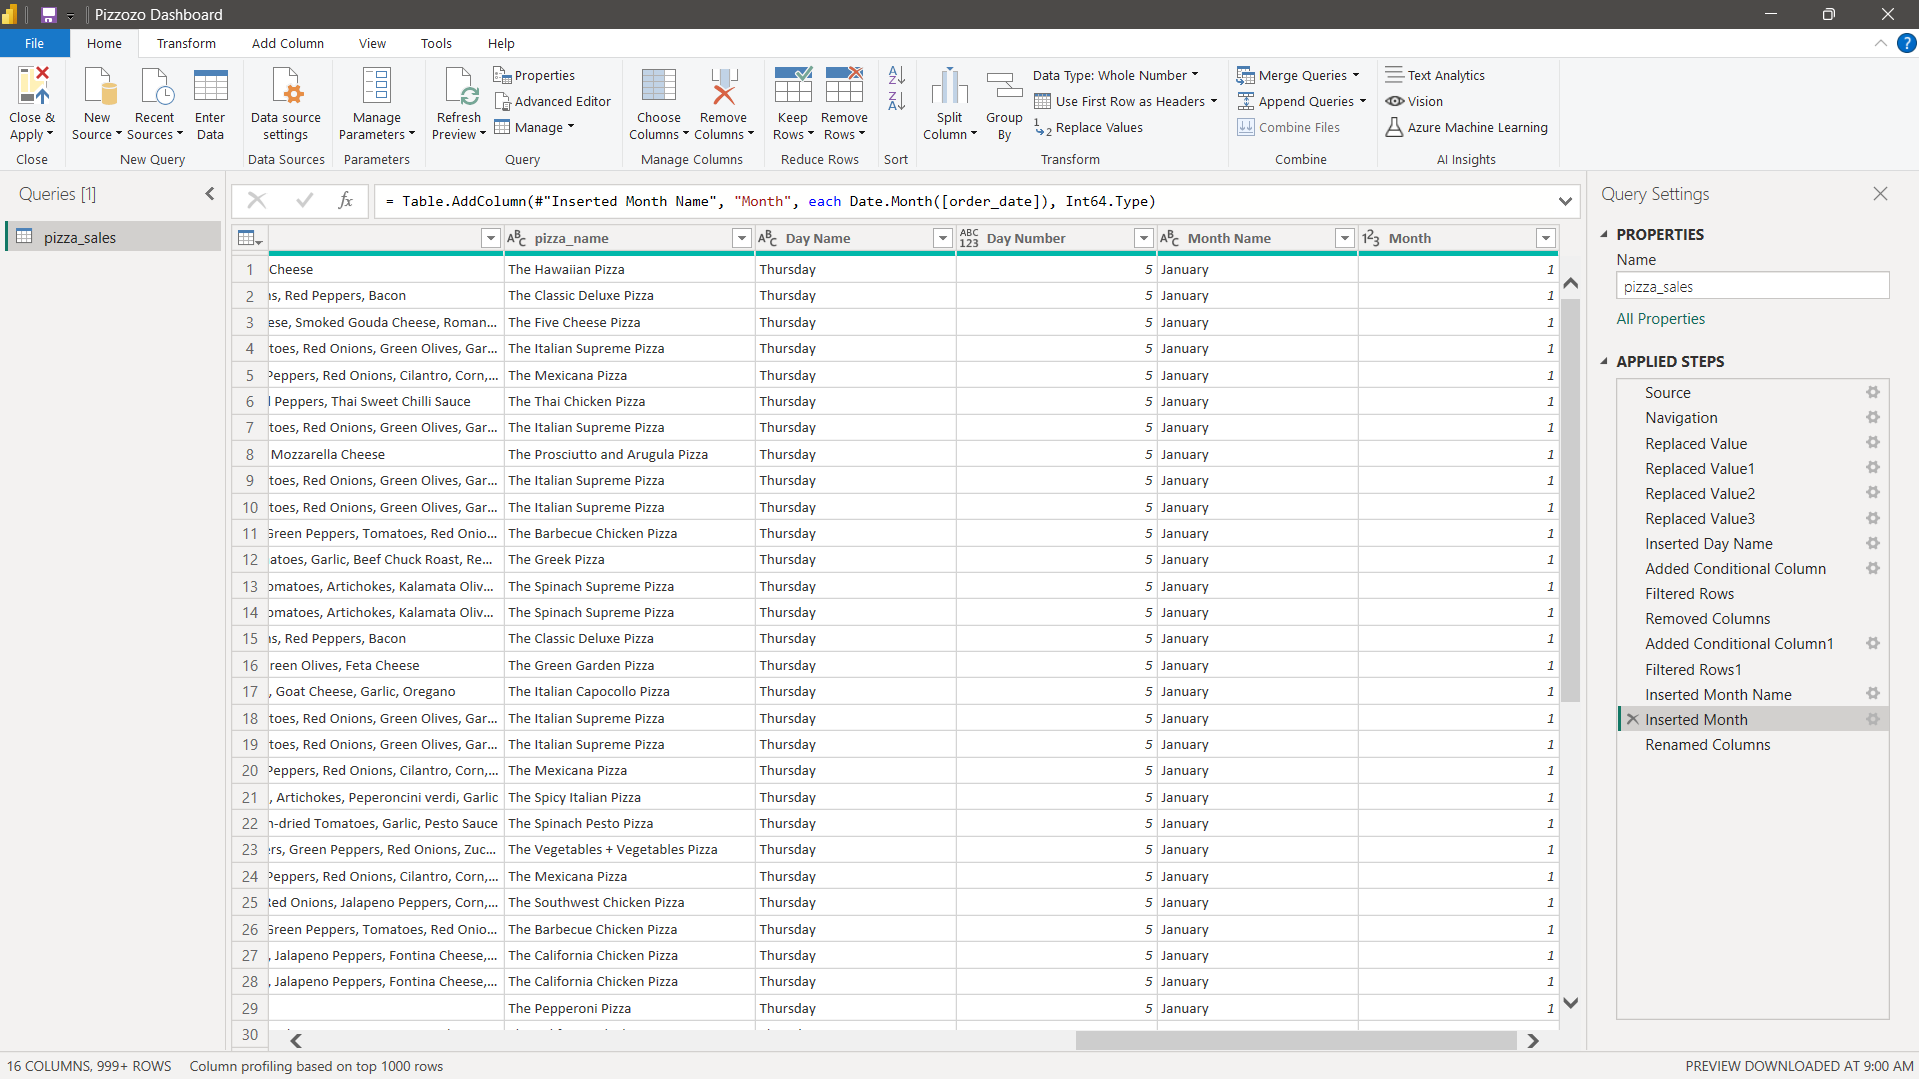 Pizzozo Dashboard
File Home Transform Add Column View Tools Help
Close & Apply
Close
New Source
Recent Sources
Enter Data
New Query
Data source settings
Data Sources
Manage Parameters
Parameters
Refresh Preview
Properties
Advanced Editor
Manage
Query
Choose Columns
Remove Columns
Manage Columns
Keep Rows
Remove Rows
Reduce Rows
Sort
Split Column
Group By
Data Type: Whole Number
Use First Row as Headers
Replace Values
Transform
Merge Queries
Append Queries
Combine Files
Combine
Text Analytics
Vision
Azure Machine Learning
AI Insights
Queries [1]
pizza_sales
fx = Table.AddColumn(#"Inserted Month Name", "Month", each Date.Month([order_date]), Int64.Type)
pizza_name Day Name Day Number Month Name Month
1 Cheese The Hawaiian Pizza Thursday 5 January 1
2 Red Peppers, Bacon The Classic Deluxe Pizza Thursday 5 January 1
3 Smoked Gouda Cheese, Roman... The Five Cheese Pizza Thursday 5 January 1
4 Red Onions, Green Olives, Gar... The Italian Supreme Pizza Thursday 5 January 1
5 Peppers, Red Onions, Cilantro, Corn,... The Mexicana Pizza Thursday 5 January 1
6 Peppers, Thai Sweet Chilli Sauce The Thai Chicken Pizza Thursday 5 January 1
7 Red Onions, Green Olives, Gar... The Italian Supreme Pizza Thursday 5 January 1
8 Mozzarella Cheese The Prosciutto and Arugula Pizza Thursday 5 January 1
9 Red Onions, Green Olives, Gar... The Italian Supreme Pizza Thursday 5 January 1
10 Red Onions, Green Olives, Gar... The Italian Supreme Pizza Thursday 5 January 1
11 Green Peppers, Tomatoes, Red Onio... The Barbecue Chicken Pizza Thursday 5 January 1
12 Garlic, Beef Chuck Roast, Re... The Greek Pizza Thursday 5 January 1
13 Artichokes, Kalamata Oliv... The Spinach Supreme Pizza Thursday 5 January 1
14 Artichokes, Kalamata Oliv... The Spinach Supreme Pizza Thursday 5 January 1
15 Red Peppers, Bacon The Classic Deluxe Pizza Thursday 5 January 1
16 Olives, Feta Cheese The Green Garden Pizza Thursday 5 January 1
17 , Goat Cheese, Garlic, Oregano The Italian Capocollo Pizza Thursday 5 January 1
18 Red Onions, Green Olives, Gar... The Italian Supreme Pizza Thursday 5 January 1
19 Red Onions, Green Olives, Gar... The Italian Supreme Pizza Thursday 5 January 1
20 Peppers, Red Onions, Cilantro, Corn,... The Mexicana Pizza Thursday 5 January 1
21 , Artichokes, Peperoncini verdi, Garlic The Spicy Italian Pizza Thursday 5 January 1
22 Tomatoes, Garlic, Pesto Sauce The Spinach Pesto Pizza Thursday 5 January 1
23 Green Peppers, Red Onions, Zuc... The Vegetables + Vegetables Pizza Thursday 5 January 1
24 Peppers, Red Onions, Cilantro, Corn,... The Mexicana Pizza Thursday 5 January 1
25 Red Onions, Jalapeno Peppers, Corn,... The Southwest Chicken Pizza Thursday 5 January 1
26 Green Peppers, Tomatoes, Red Onio... The Barbecue Chicken Pizza Thursday 5 January 1
27 , Jalapeno Peppers, Fontina Cheese,... The California Chicken Pizza Thursday 5 January 1
28 , Jalapeno Peppers, Fontina Cheese,... The California Chicken Pizza Thursday 5 January 1
29 The Pepperoni Pizza Thursday 5 January 1
30
Query Settings
PROPERTIES
Name
pizza_sales
All Properties
APPLIED STEPS
Source
Navigation
Replaced Value
Replaced Value1
Replaced Value2
Replaced Value3
Inserted Day Name
Added Conditional Column
Filtered Rows
Removed Columns
Added Conditional Column1
Filtered Rows1
Inserted Month Name
Inserted Month
Renamed Columns
16 COLUMNS, 999+ ROWS Column profiling based on top 1000 rows PREVIEW DOWNLOADED AT 9:00 AM